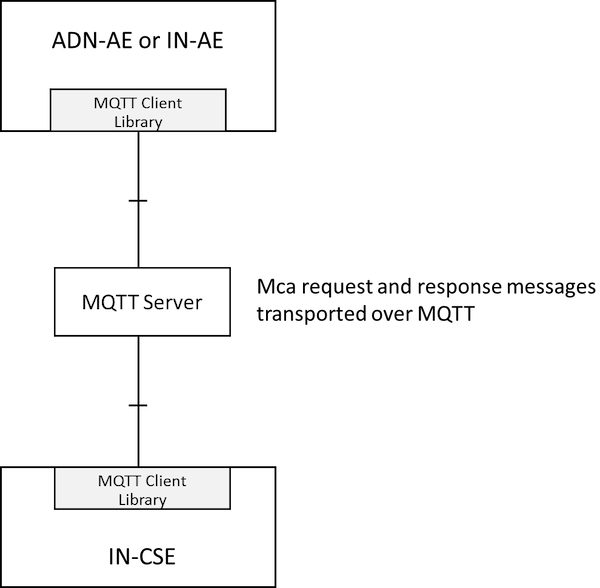 ADN-AE or IN-AE
MQTT Client
Library
MQTT Server
Mca request and response messages
transported over MQTT
MQTT Client
Library
IN-CSE